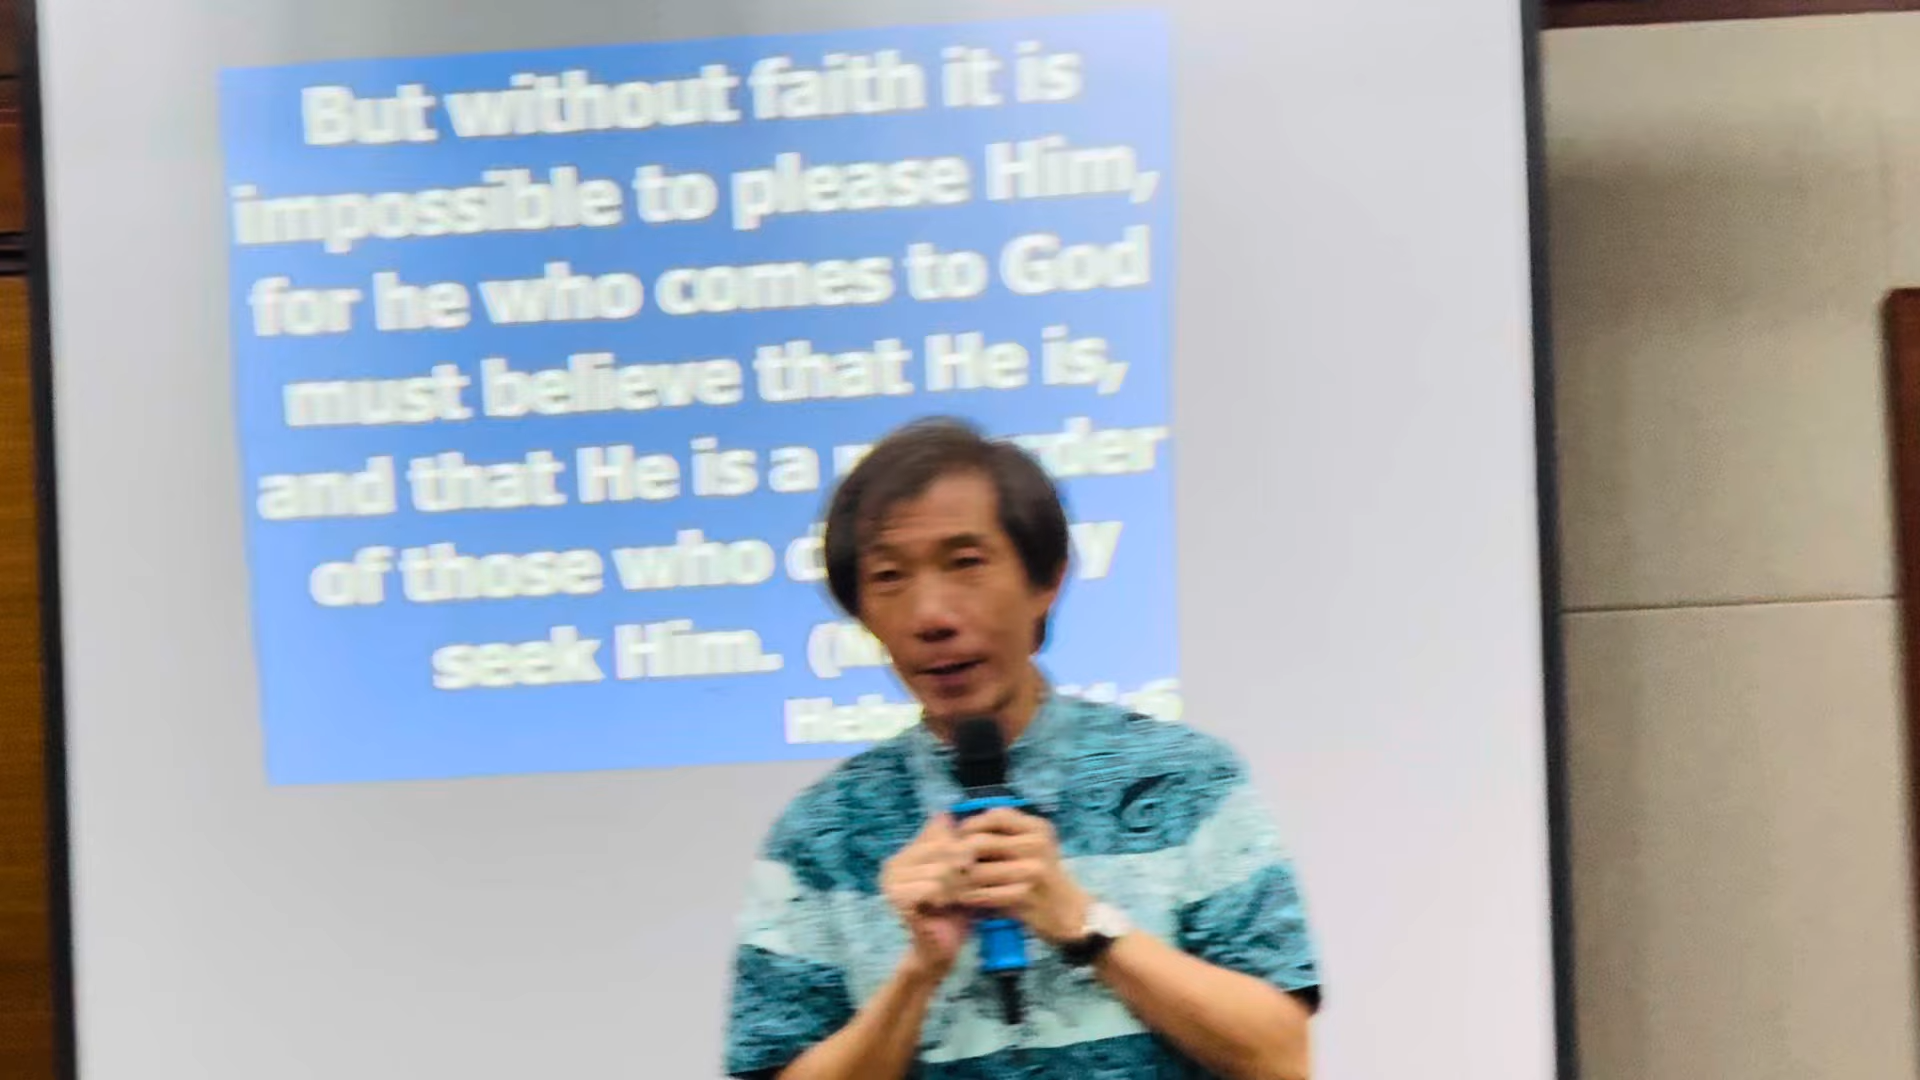 But without faith it is
impossible to please Him,
for he who comes to God
must believe that He is,
and that He is a
of those who
seek Him.